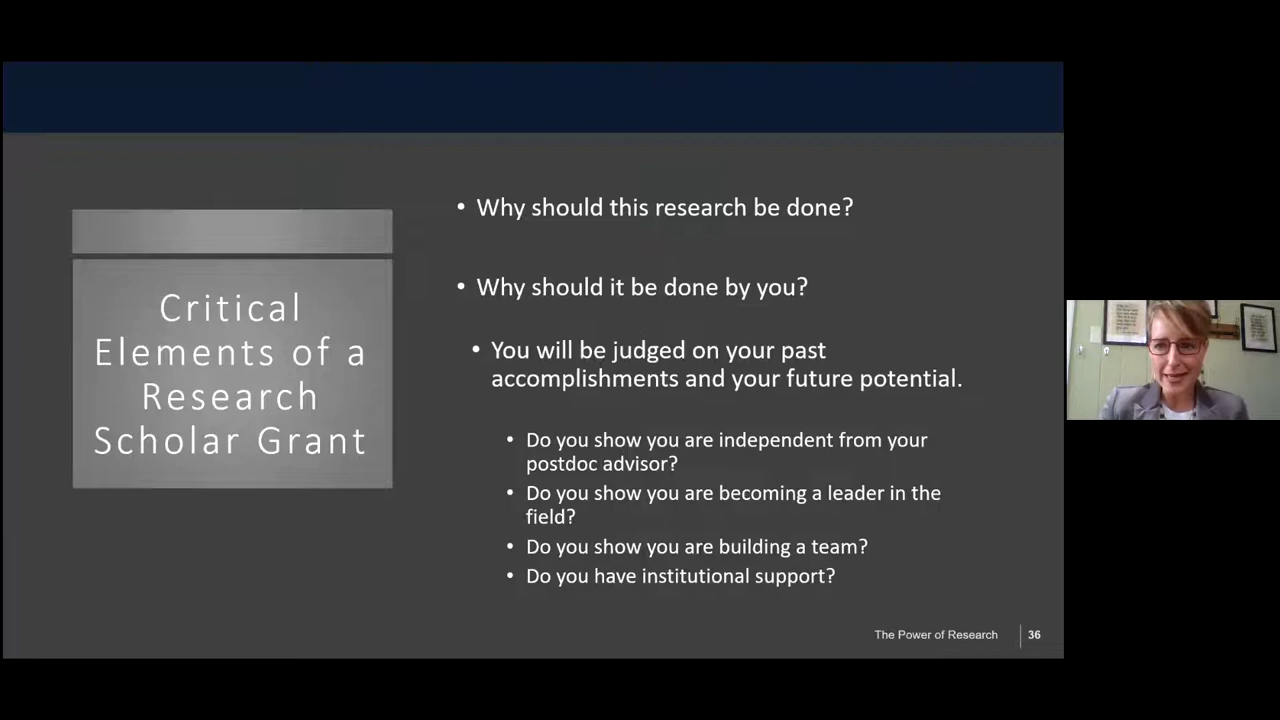 Critical
Elements of a
Research
Scholar Grant
• Why should this research be done?
• Why should it be done by you?
• You will be judged on your past
accomplishments and your future potential.
• Do you show you are independent from your
postdoc advisor?
• Do you show you are becoming a leader in the
field?
• Do you show you are building a team?
• Do you have institutional support?
The Power of Research
36